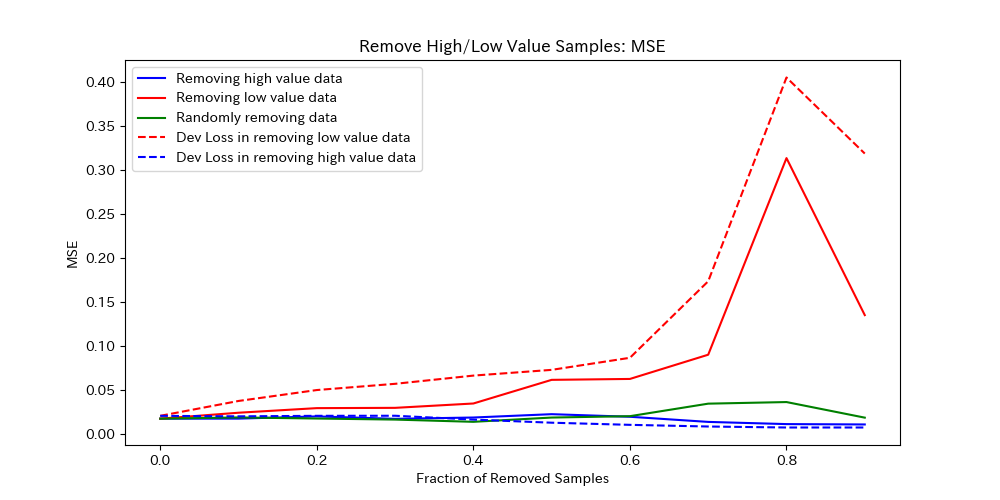 Remove High/Low Value Samples: MSE
Removing high value data
Removing low value data
Randomly removing data
Dev Loss in removing low value data
Dev Loss in removing high value data
MSE
0.40
0.35
0.30
0.25
0.20
0.15
0.10
0.05
0.00
0.0 0.2 0.4 0.6 0.8
Fraction of Removed Samples